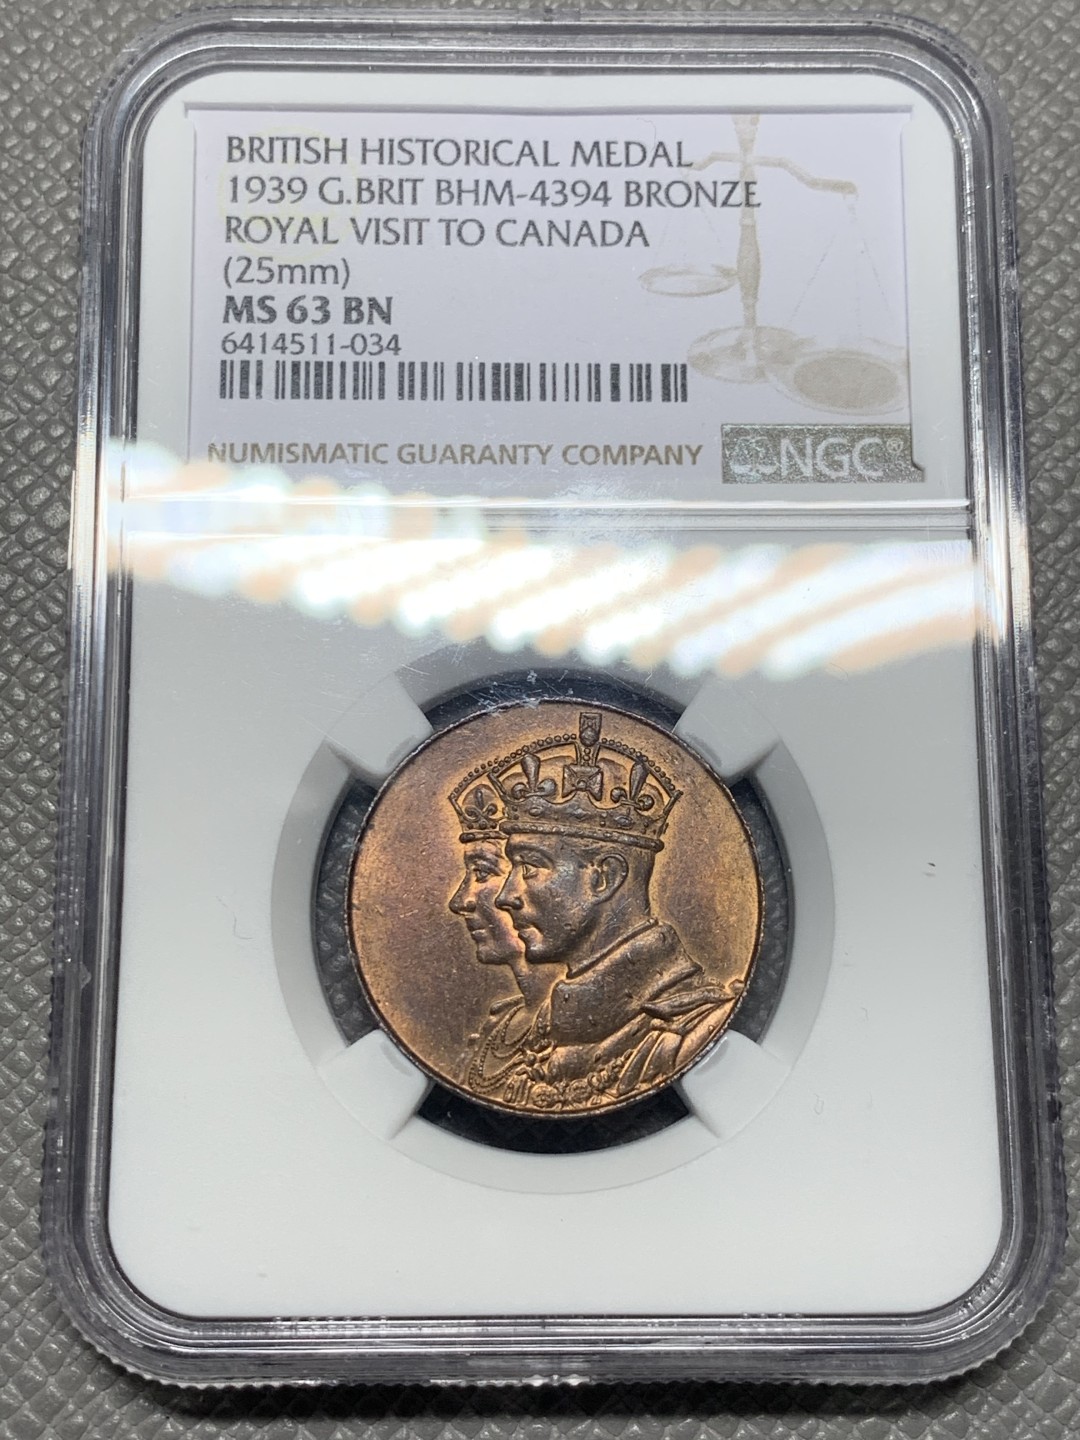 BRITISH HISTORICAL MEDAL
1939 G.BRIT BHM-4394 BRONZE
ROYAL VISIT TO CANADA
(25mm)
MS 63 BN
6414511-034
NUMISMATIC GUARANTY COMPANY
NGC®